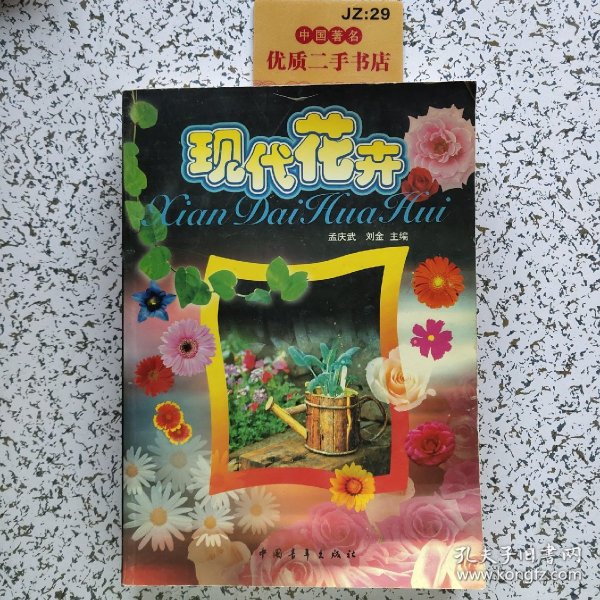 JZ:29
中国著名
优质二手书店
现代花卉
Xian Dai Hua Hui
孟庆武 刘金 主编
中国青年出版社
孔夫子旧书网
www.kongfz.com